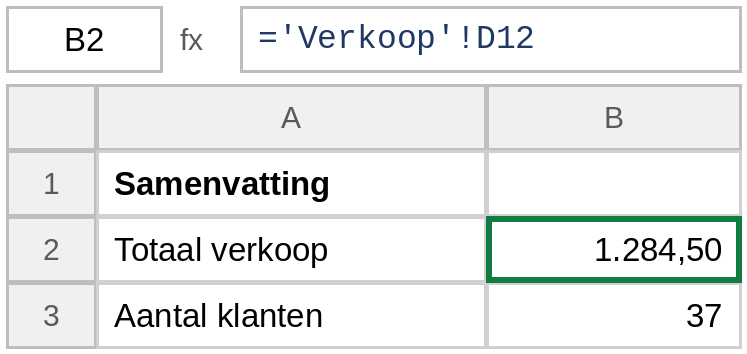 B2 fx ='Verkoop'!D12
A B
1 Samenvatting
2 Totaal verkoop 1.284,50
3 Aantal klanten 37